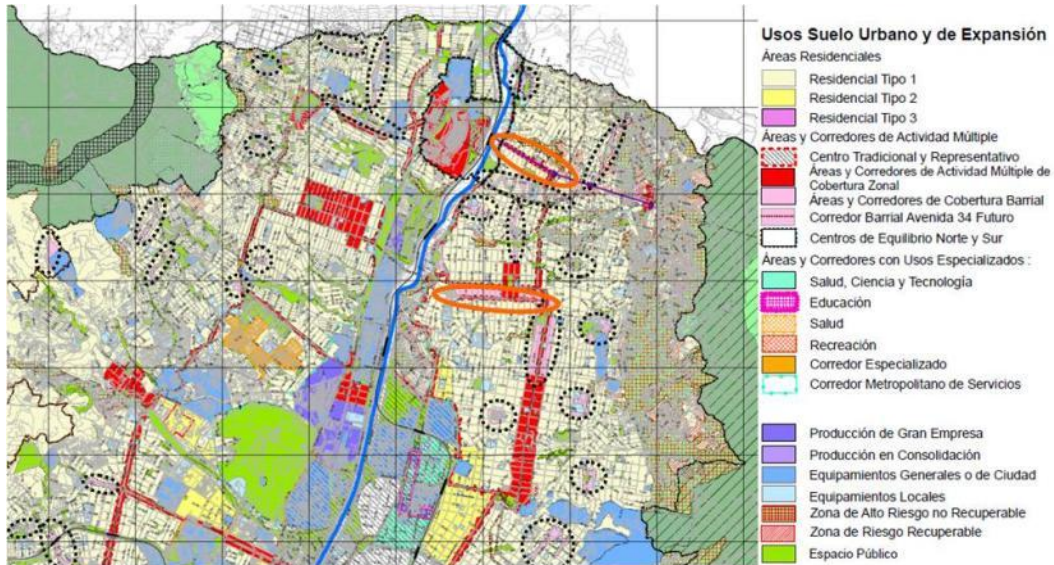 Usos Suelo Urbano y de Expansión
Áreas Residenciales
Residencial Tipo 1
Residencial Tipo 2
Residencial Tipo 3
Áreas y Corredores de Actividad Múltiple
Centro Tradicional y Representativo
Áreas y Corredores de Actividad Múltiple de
Cobertura Zonal
Áreas y Corredores de Cobertura Barrial
Corredor Barrial Avenida 34 Futuro
Centros de Equilibrio Norte y Sur
Áreas y Corredores con Usos Especializados :
Salud, Ciencia y Tecnología
Educación
Salud
Recreación
Corredor Especializado
Corredor Metropolitano de Servicios
Producción de Gran Empresa
Producción en Consolidación
Equipamientos Generales o de Ciudad
Equipamientos Locales
Zona de Alto Riesgo no Recuperable
Zona de Riesgo Recuperable
Espacio Público